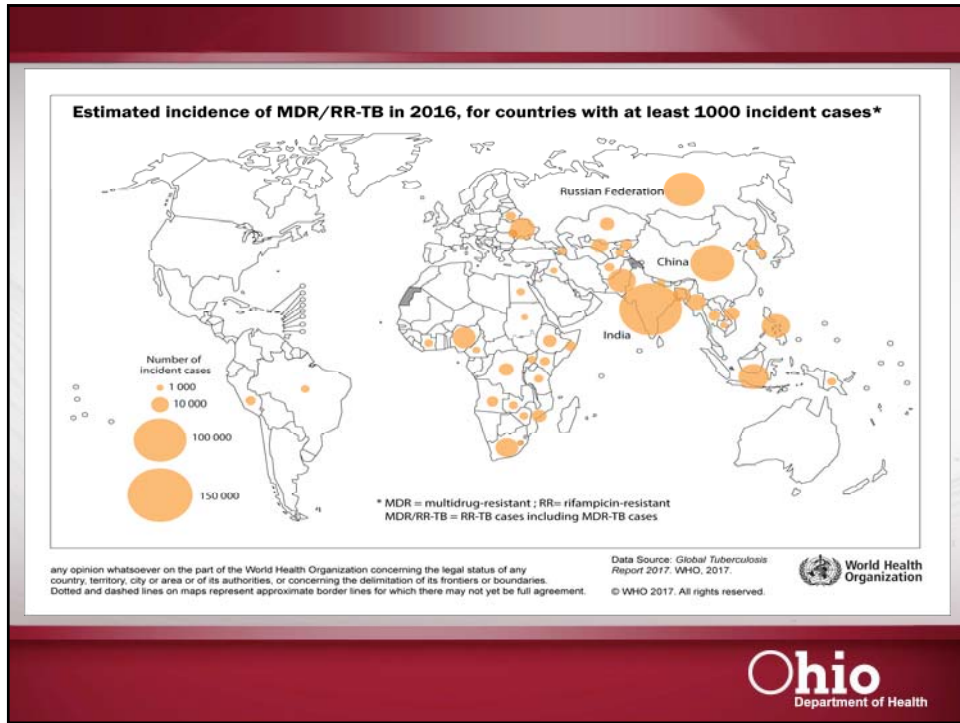 Estimated incidence of MDR/RR-TB in 2016, for countries with at least 1000 incident cases*
Russian Federation
China
India
Number of
incident cases
1 000
10 000
100 000
150 000
* MDR = multidrug-resistant ; RR= rifampicin-resistant
MDR/RR-TB = RR-TB cases including MDR-TB cases
any opinion whatsoever on the part of the World Health Organization concerning the legal status of any
country, territory, city or area or of its authorities, or concerning the delimitation of its frontiers or boundaries.
Dotted and dashed lines on maps represent approximate border lines for which there may not yet be full agreement.
Data Source: Global Tuberculosis
Report 2017. WHO, 2017.
© WHO 2017. All rights reserved.
World Health
Organization
Ohio
Department of Health